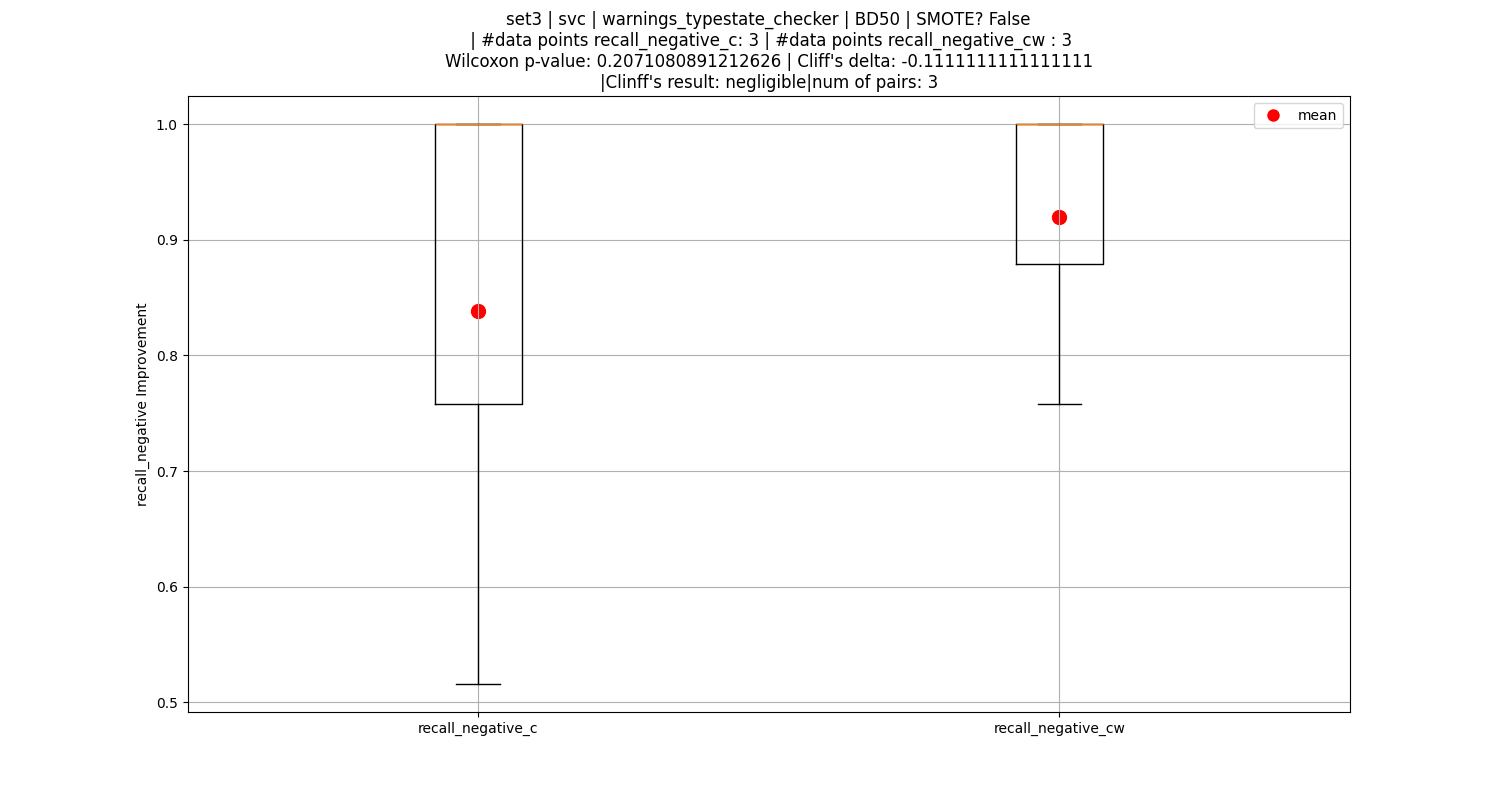 set3 | svc | warnings_typestate_checker | BD50 | SMOTE? False
| #data points recall_negative_c: 3 | #data points recall_negative_cw : 3
Wilcoxon p-value: 0.2071080891212626 | Cliff's delta: -0.1111111111111111
|Clinff's result: negligible|num of pairs: 3
mean
1.0
0.9
0.8
0.7
0.6
0.5
recall_negative Improvement
recall_negative_c
recall_negative_cw